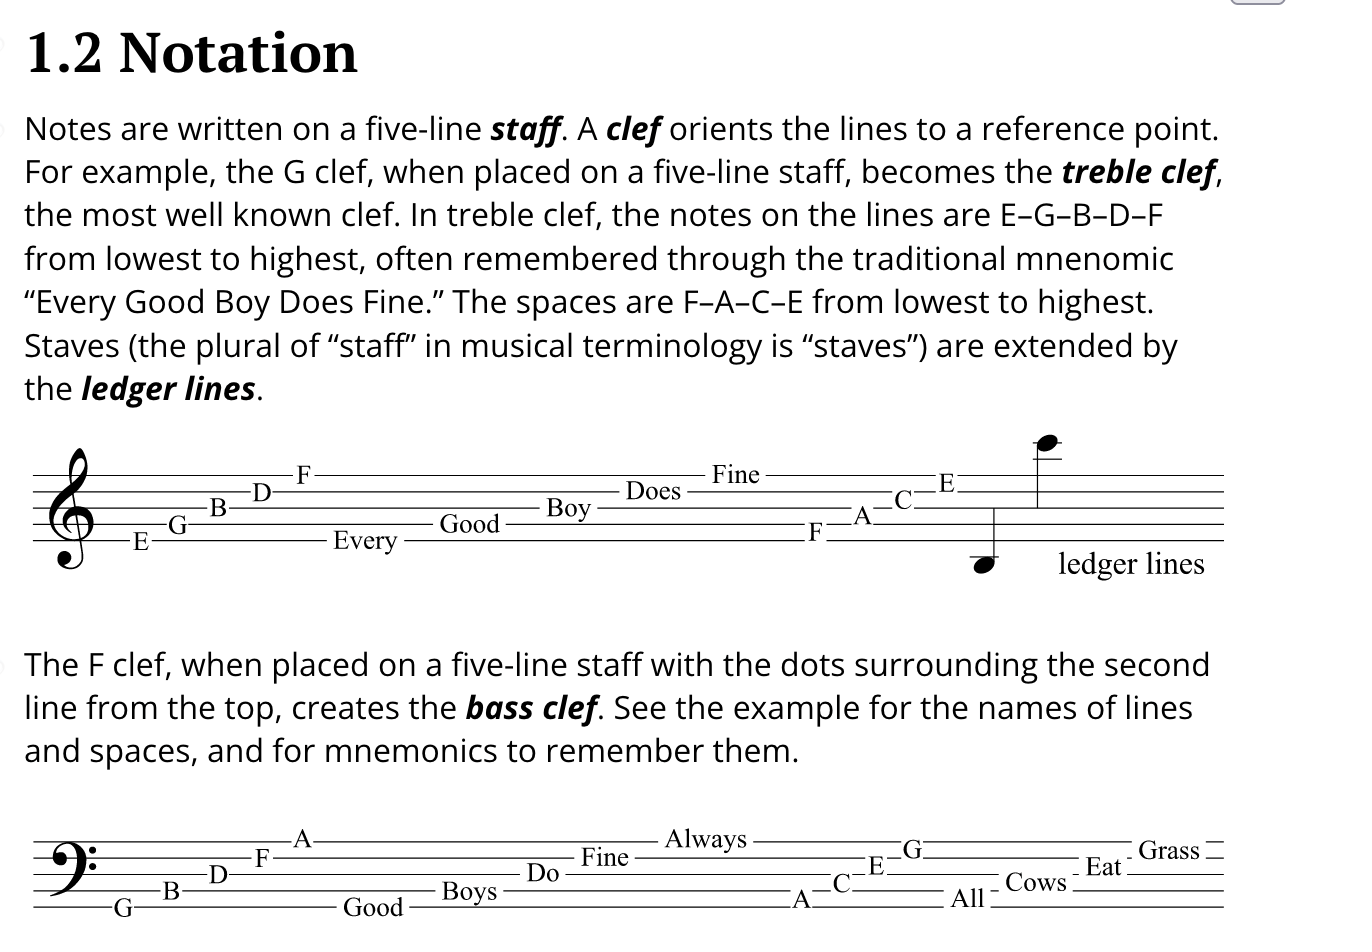 1.2 Notation
Notes are written on a five-line staff. A clef orients the lines to a reference point.
For example, the G clef, when placed on a five-line staff, becomes the treble clef,
the most well known clef. In treble clef, the notes on the lines are E–G–B–D–F
from lowest to highest, often remembered through the traditional mnenomic
“Every Good Boy Does Fine.” The spaces are F–A–C–E from lowest to highest.
Staves (the plural of “staff” in musical terminology is “staves”) are extended by
the ledger lines.
E G B D F Every Good Boy Does Fine F A C E ledger lines
The F clef, when placed on a five-line staff with the dots surrounding the second
line from the top, creates the bass clef. See the example for the names of lines
and spaces, and for mnemonics to remember them.
G B D F A Good Boys Do Fine Always A C E G All Cows Eat Grass